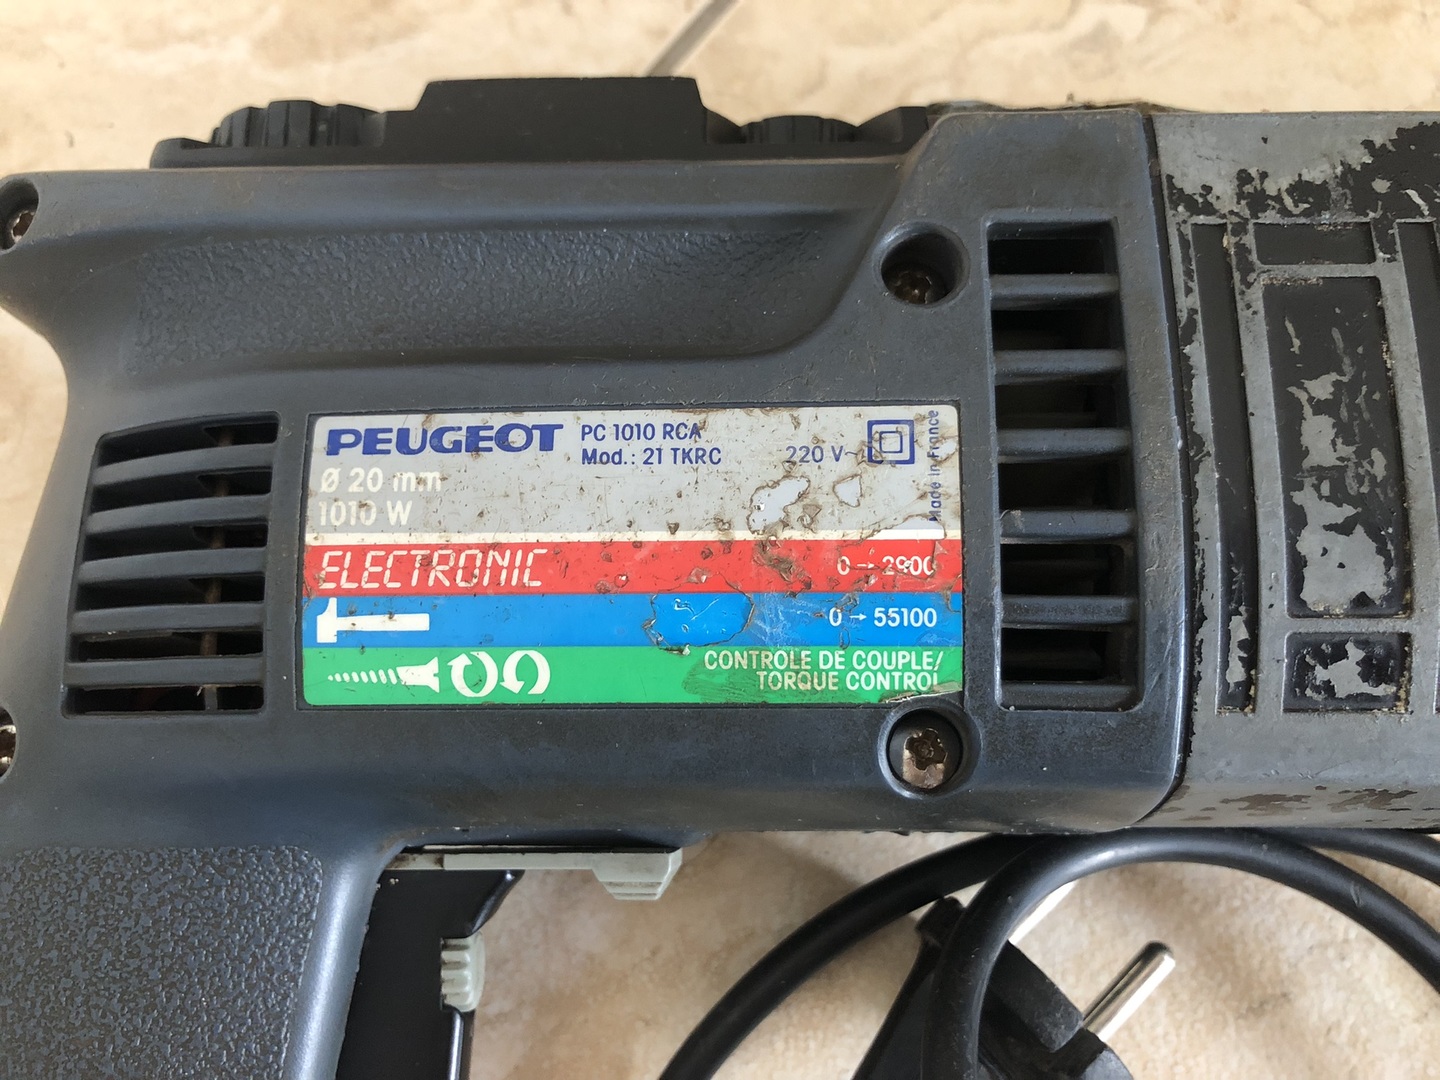 PEUGEOT PC 1010 RCA
Mod.: 21 TKRC 220 V~
Ø 20 mm
1010 W
Made in France
ELECTRONIC 0→2900
0→55100
CONTROLE DE COUPLE/
TORQUE CONTROL